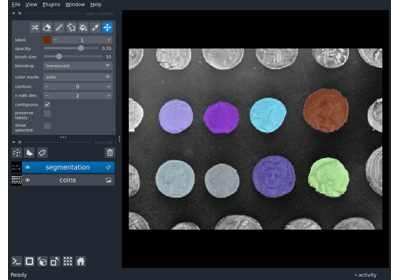 File View Plugins Window Help
label: 1
opacity: 0.70
brush size: 10
blending: translucent
color mode: auto
contour: 0
n edit dim: 2
contiguous:
preserve labels:
show selected:
segmentation
coins
Ready
activity